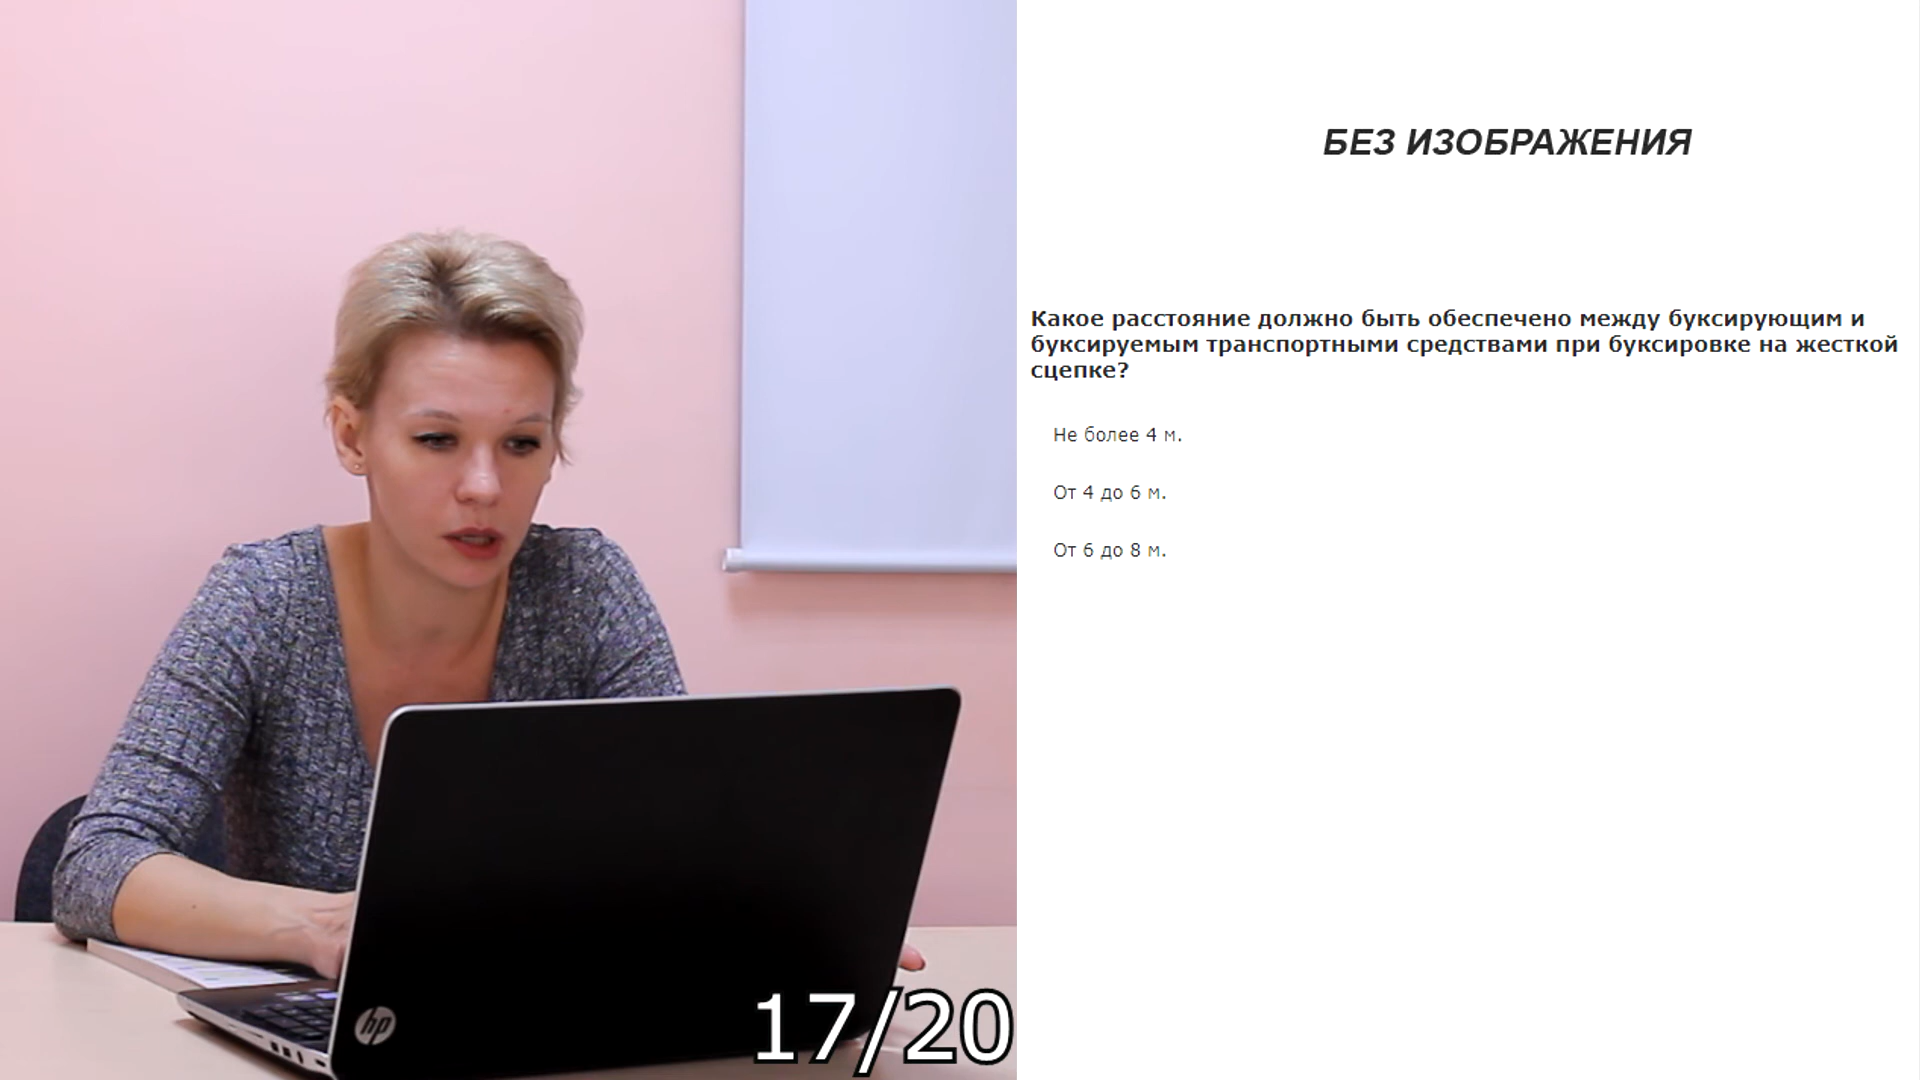 БЕЗ ИЗОБРАЖЕНИЯ
Какое расстояние должно быть обеспечено между буксирующим и
буксируемым транспортными средствами при буксировке на жесткой
сцепке?
Не более 4 м.
От 4 до 6 м.
От 6 до 8 м.
hp
17/20